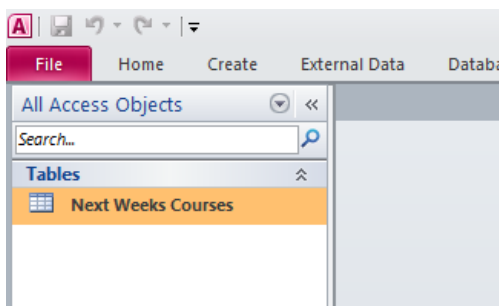 A
File Home Create External Data Databa
All Access Objects
Search...
Tables
Next Weeks Courses